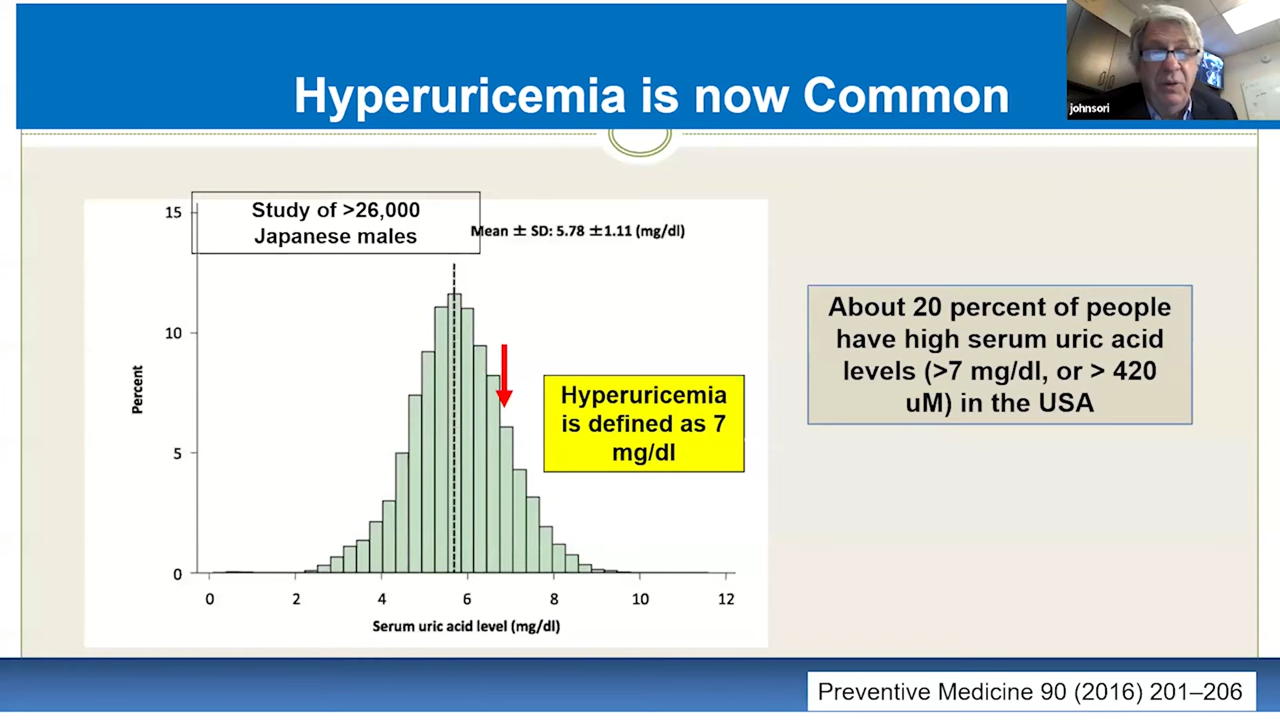 Hyperuricemia is now Common
johnsori
Study of >26,000
Japanese males
Mean ± SD: 5.78 ±1.11 (mg/dl)
15
10
5
0
Percent
0 2 4 6 8 10 12
Serum uric acid level (mg/dl)
Hyperuricemia
is defined as 7
mg/dl
About 20 percent of people
have high serum uric acid
levels (>7 mg/dl, or > 420
uM) in the USA
Preventive Medicine 90 (2016) 201–206